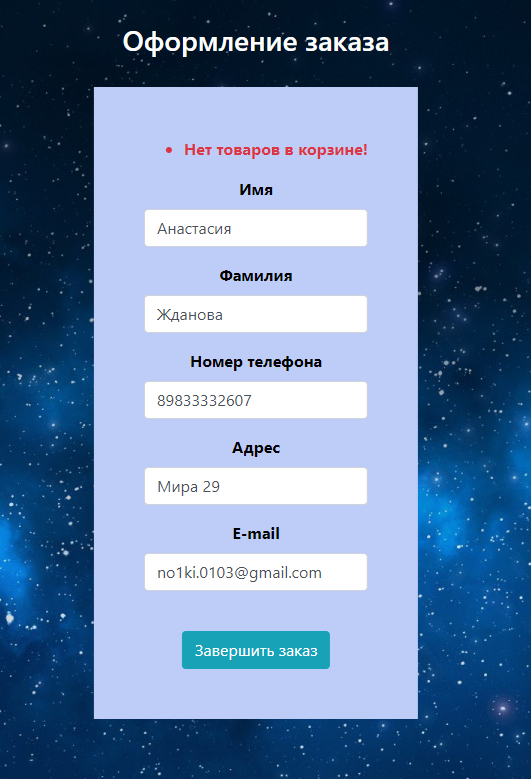 Оформление заказа
Нет товаров в корзине!
Имя
Анастасия
Фамилия
Жданова
Номер телефона
89833332607
Адрес
Мира 29
E-mail
no1ki.0103@gmail.com
Завершить заказ